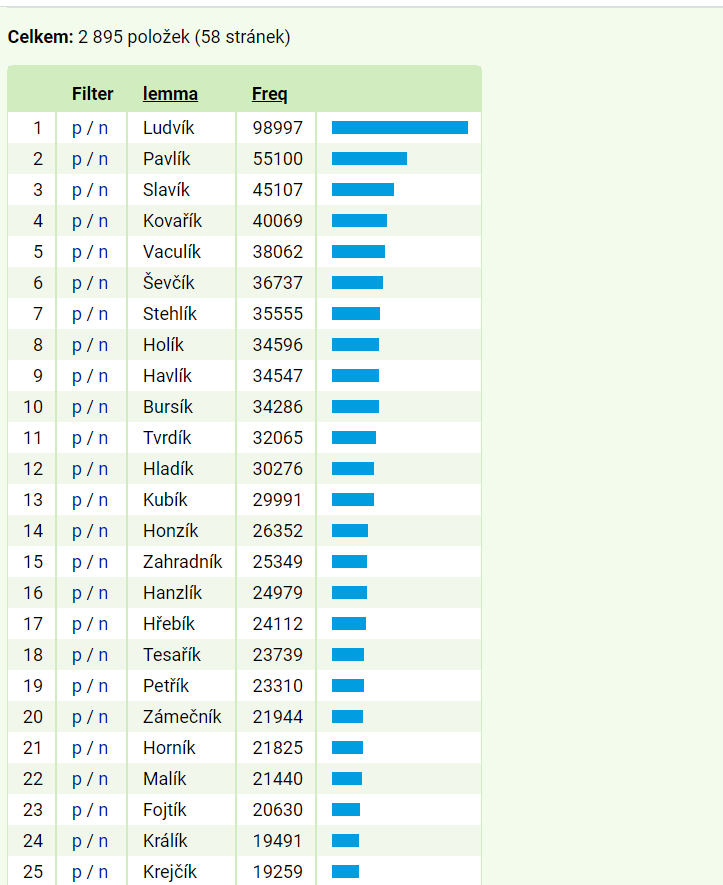 Celkem: 2 895 položek (58 stránek)
Filter lemma Freq
1 p / n Ludvík 98997
2 p / n Pavlík 55100
3 p / n Slavík 45107
4 p / n Kovařík 40069
5 p / n Vaculík 38062
6 p / n Ševčík 36737
7 p / n Stehlík 35555
8 p / n Holík 34596
9 p / n Havlík 34547
10 p / n Bursík 34286
11 p / n Tvrdík 32065
12 p / n Hladík 30276
13 p / n Kubík 29991
14 p / n Honzík 26352
15 p / n Zahradník 25349
16 p / n Hanzlík 24979
17 p / n Hřebík 24112
18 p / n Tesařík 23739
19 p / n Petřík 23310
20 p / n Zámečník 21944
21 p / n Horník 21825
22 p / n Malík 21440
23 p / n Fojtík 20630
24 p / n Králík 19491
25 p / n Krejčík 19259